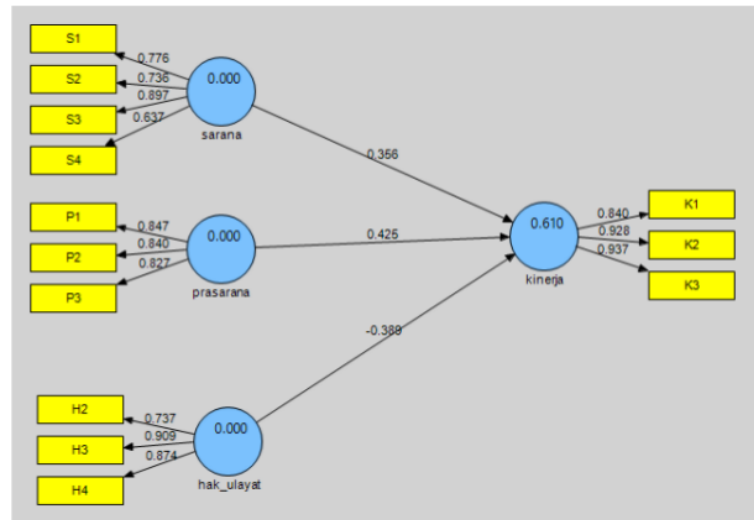 S1
0.776
S2
0.736
S3
0.897
S4
0.637
0.000
sarana
0.356
P1
0.847
P2
0.840
P3
0.827
0.000
prasarana
0.425
0.610
kinerja
0.840
K1
0.928
K2
0.937
K3
-0.389
H2
0.737
H3
0.909
H4
0.874
0.000
hak_ulayat